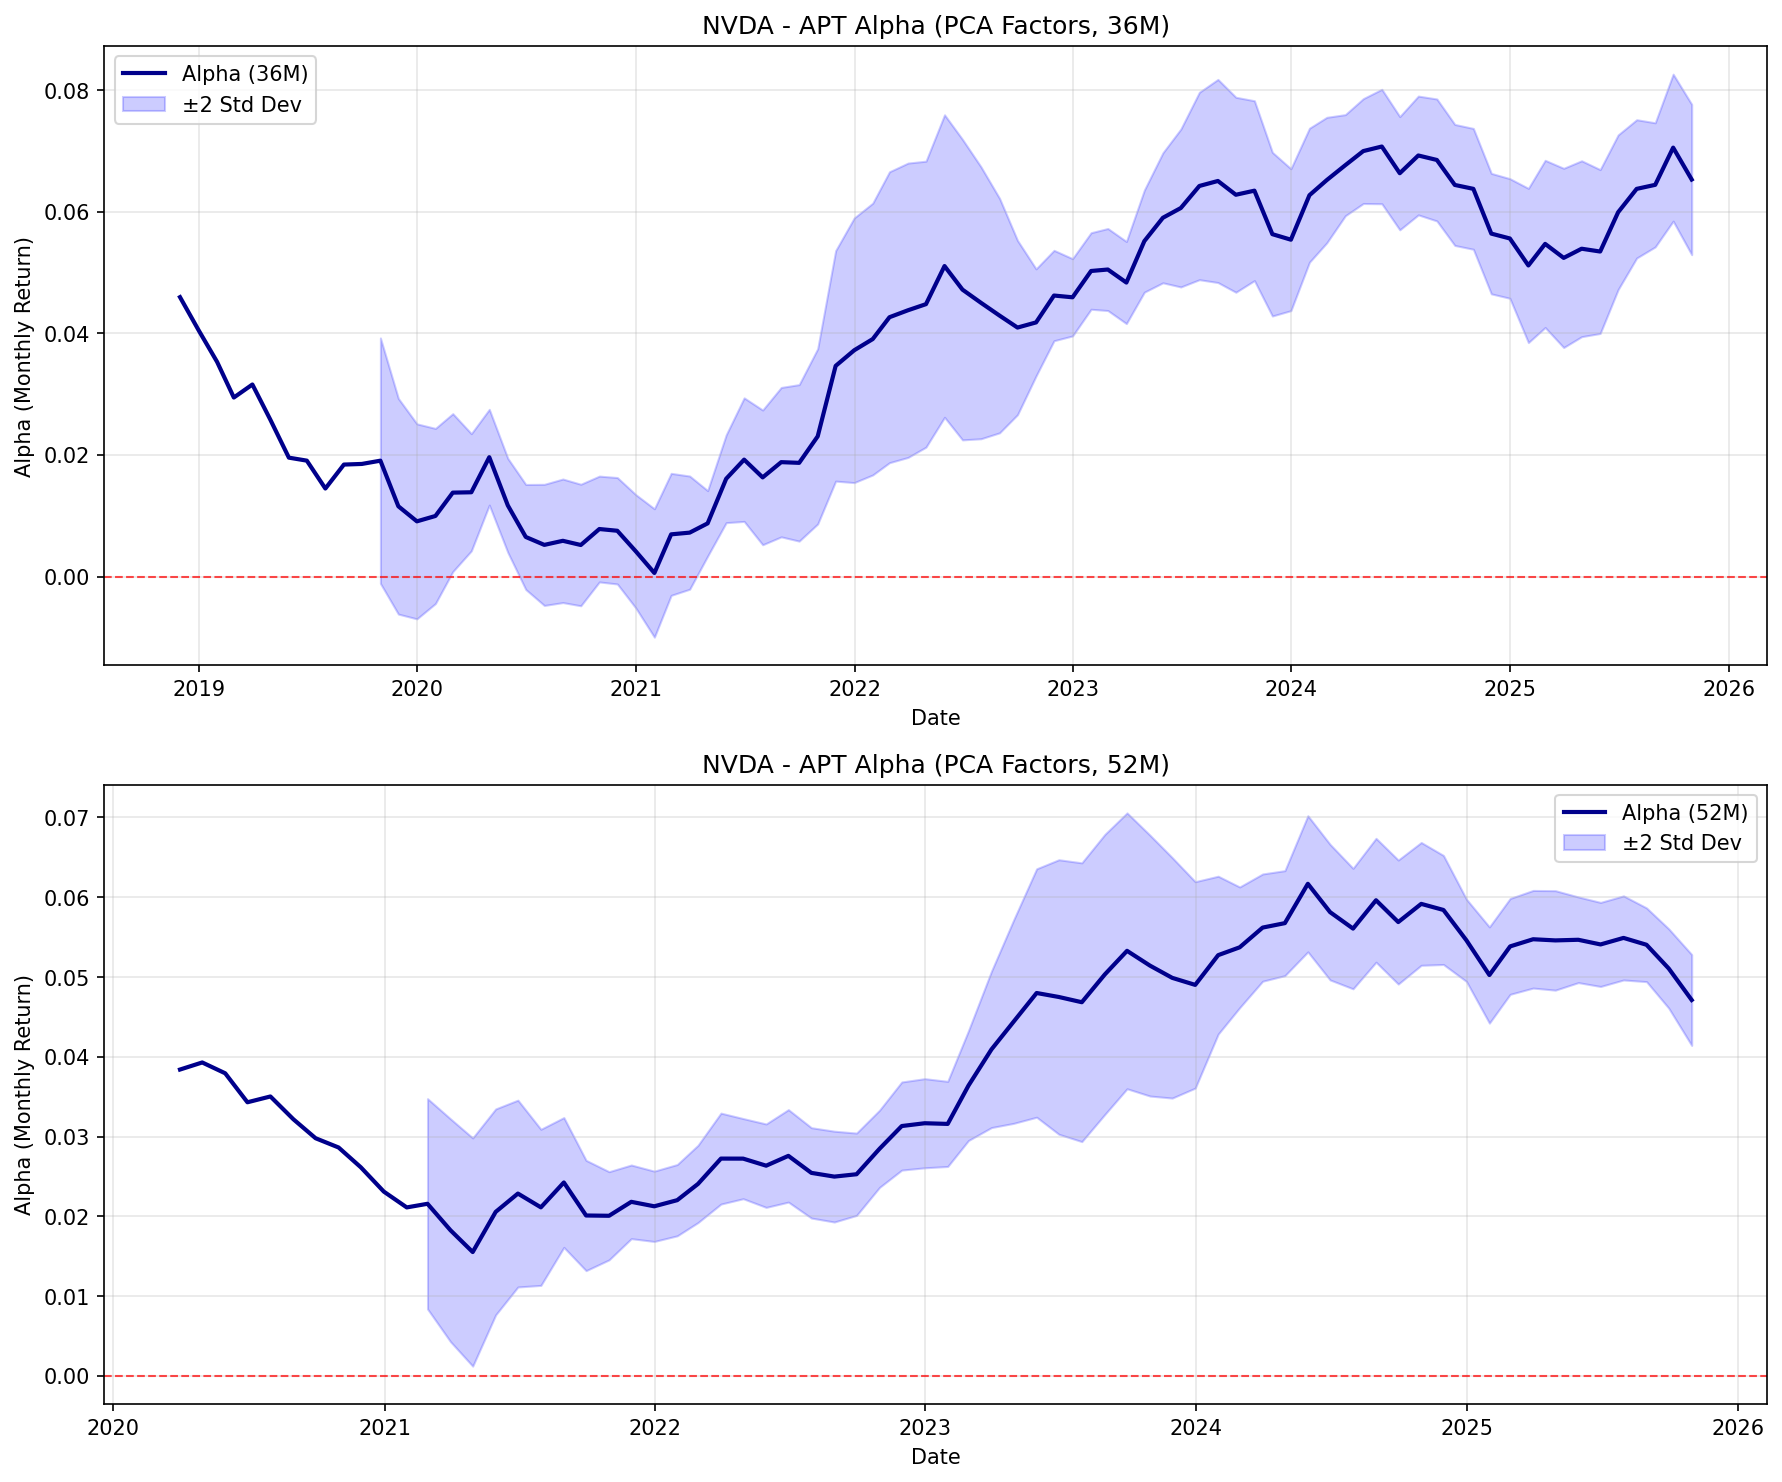 NVDA - APT Alpha (PCA Factors, 36M)
Alpha (36M)
±2 Std Dev
Alpha (Monthly Return)
0.08
0.06
0.04
0.02
0.00
2019 2020 2021 2022 2023 2024 2025 2026
Date
NVDA - APT Alpha (PCA Factors, 52M)
Alpha (52M)
±2 Std Dev
Alpha (Monthly Return)
0.07
0.06
0.05
0.04
0.03
0.02
0.01
0.00
2020 2021 2022 2023 2024 2025 2026
Date